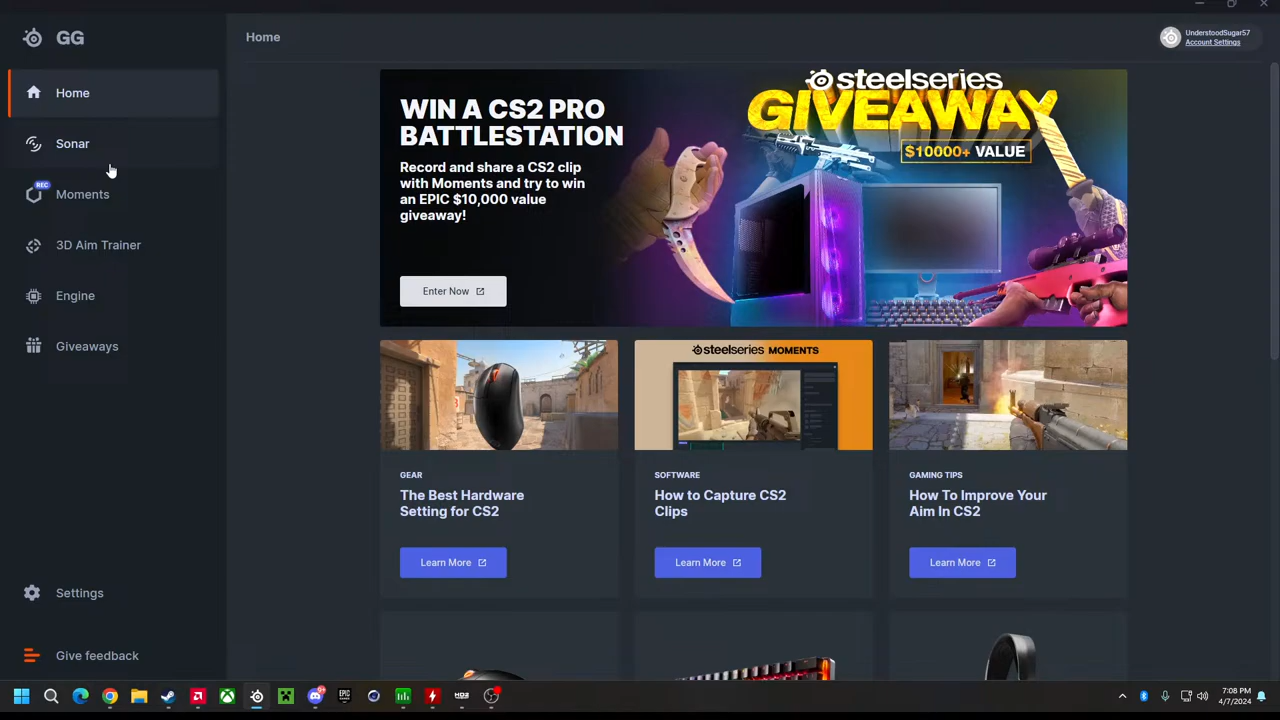 GG
Home
UnderstoodSugar57
Account Settings
Home
Sonar
REC
Moments
3D Aim Trainer
Engine
Giveaways
Settings
Give feedback
WIN A CS2 PRO
BATTLESTATION
Record and share a CS2 clip
with Moments and try to win
an EPIC $10,000 value
giveaway!
Enter Now
steelseries
GIVEAWAY
$10000+ VALUE
GEAR
The Best Hardware
Setting for CS2
Learn More
steelseries MOMENTS
SOFTWARE
How to Capture CS2
Clips
Learn More
GAMING TIPS
How To Improve Your
Aim In CS2
Learn More
7:08 PM
4/7/2024